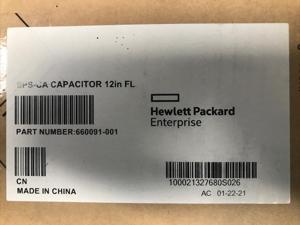 SPS-CA CAPACITOR 12in FL
Hewlett Packard
Enterprise
PART NUMBER:660091-001
CN
MADE IN CHINA
100021327680S026
AC 01-22-21